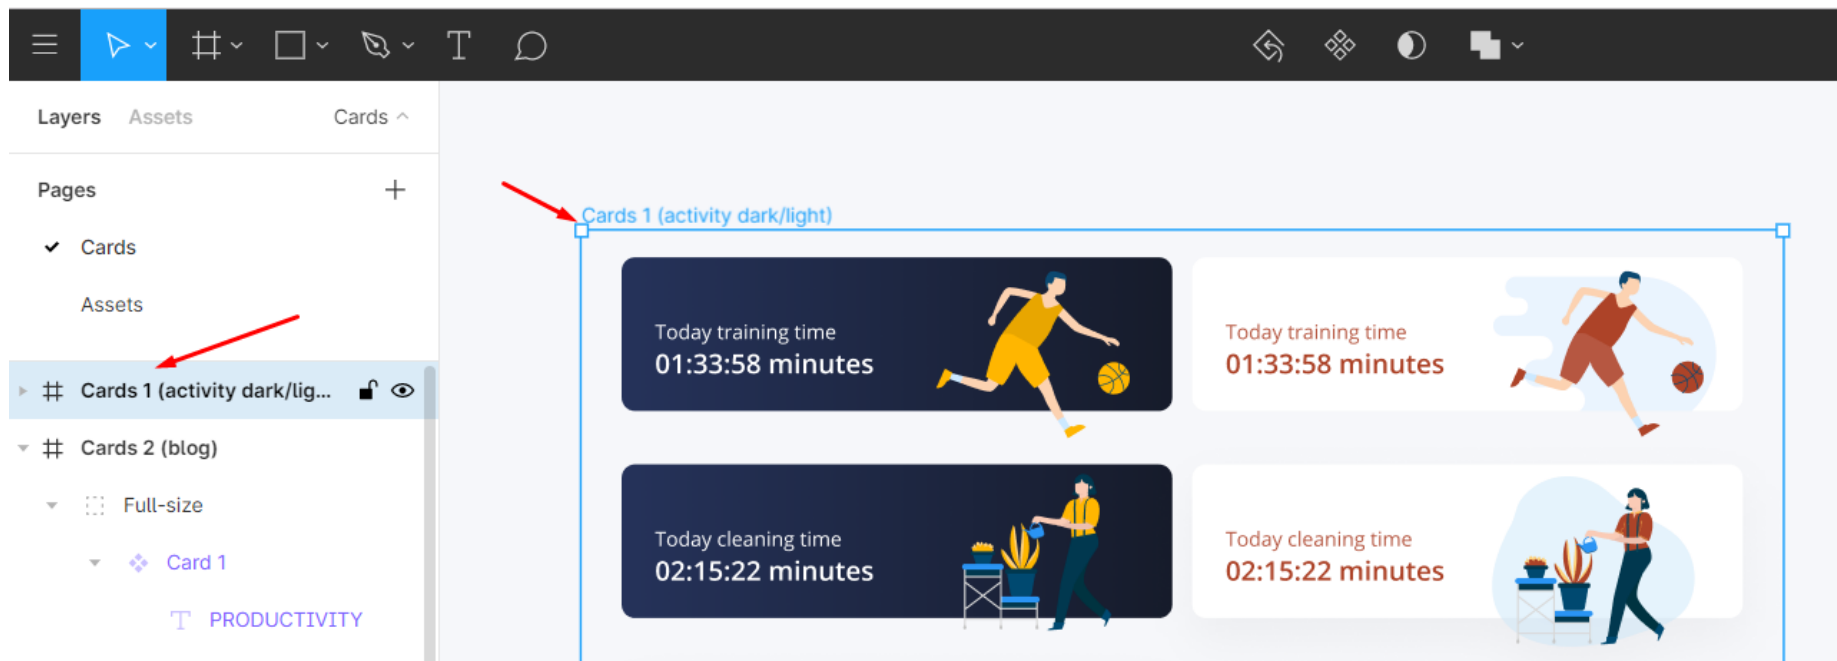 Layers Assets Cards
Pages
Cards
Assets
Cards 1 (activity dark/lig...
Cards 2 (blog)
Full-size
Card 1
PRODUCTIVITY
Cards 1 (activity dark/light)
Today training time
01:33:58 minutes
Today training time
01:33:58 minutes
Today cleaning time
02:15:22 minutes
Today cleaning time
02:15:22 minutes